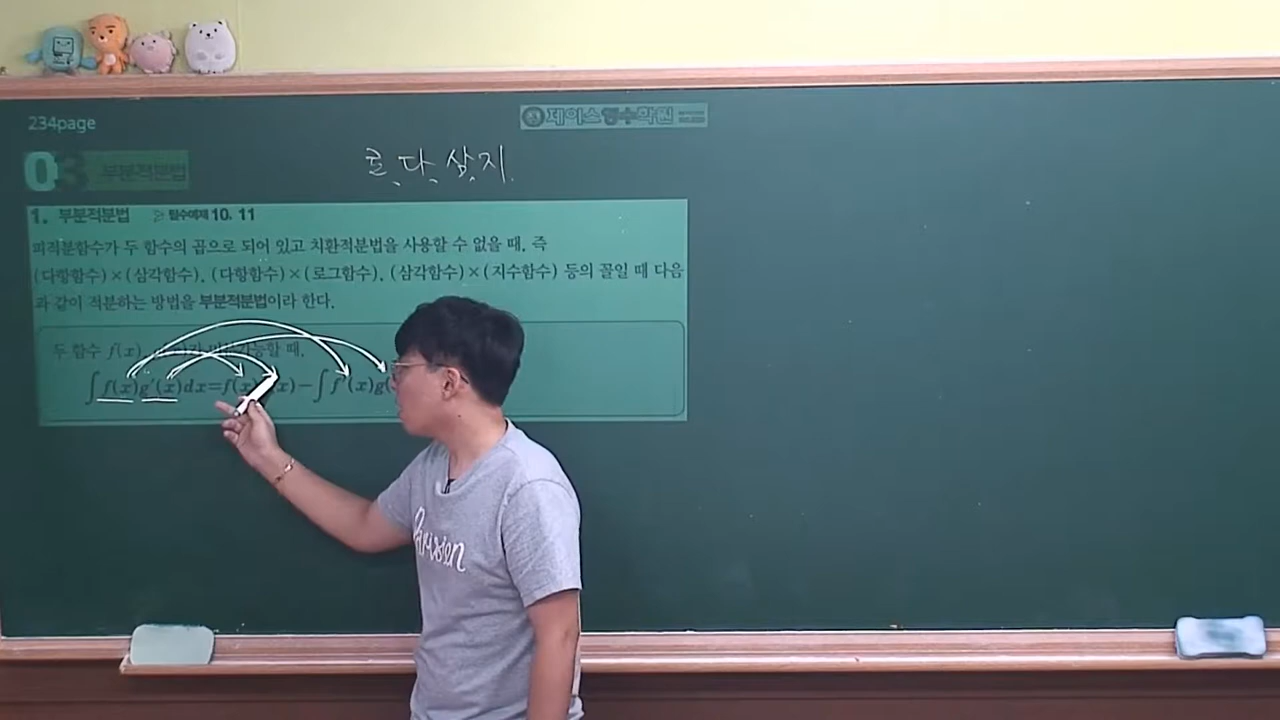 234page
제이스영수학원
로, 다, 삼, 지.
03 부분적분법
1. 부분적분법 필수예제 10, 11
피적분함수가 두 함수의 곱으로 되어 있고 치환적분법을 사용할 수 없을 때, 즉
(다항함수)×(삼각함수), (다항함수)×(로그함수), (삼각함수)×(지수함수) 등의 꼴일 때 다음
과 같이 적분하는 방법을 부분적분법이라 한다.
두 함수 f(x), 가능할 때,
∫f(x)g′(x)dx=f(x) (x)−∫f′(x)g(